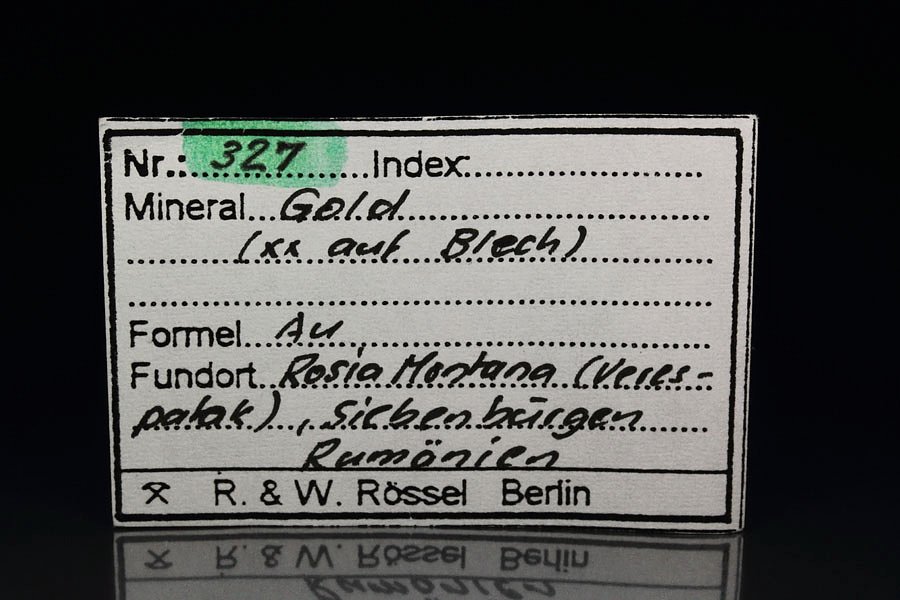 Nr.: 327 Index:
Mineral Gold
(xx auf Blech)
Formel Au
Fundort Rosia Montana (Veres-
patak), Siebenbürgen
Rumänien
⚒ R. & W. Rössel Berlin